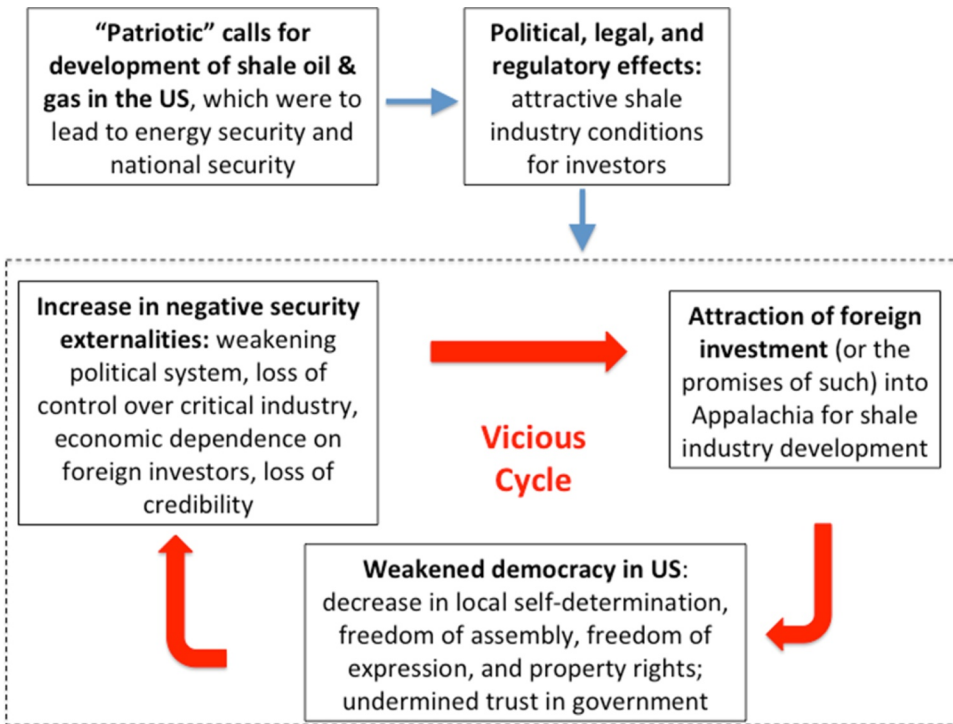 “Patriotic” calls for
development of shale oil &
gas in the US, which were to
lead to energy security and
national security
Political, legal, and
regulatory effects:
attractive shale
industry conditions
for investors
Increase in negative security
externalities: weakening
political system, loss of
control over critical industry,
economic dependence on
foreign investors, loss of
credibility
Vicious
Cycle
Attraction of foreign
investment (or the
promises of such) into
Appalachia for shale
industry development
Weakened democracy in US:
decrease in local self-determination,
freedom of assembly, freedom of
expression, and property rights;
undermined trust in government